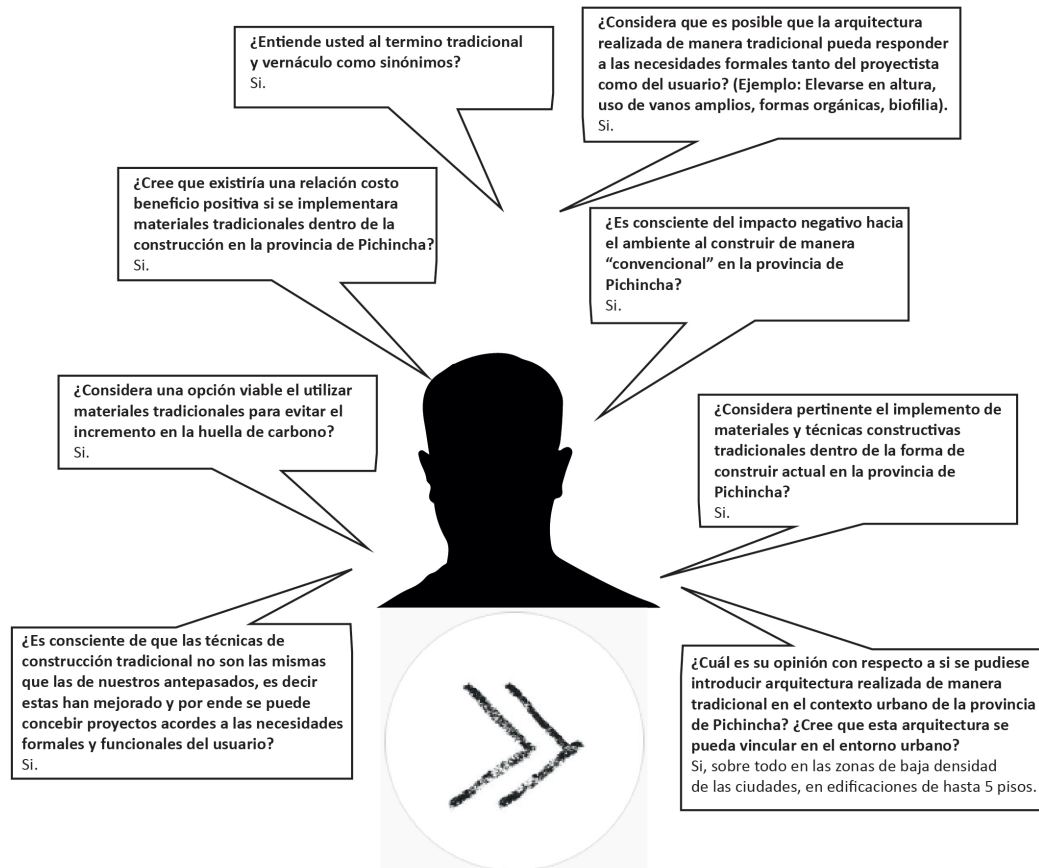 ¿Entiende usted al termino tradicional
y vernáculo como sinónimos?
Si.
¿Considera que es posible que la arquitectura
realizada de manera tradicional pueda responder
a las necesidades formales tanto del proyectista
como del usuario? (Ejemplo: Elevarse en altura,
uso de vanos amplios, formas orgánicas, biofilia).
Si.
¿Cree que existiría una relación costo
beneficio positiva si se implementara
materiales tradicionales dentro de la
construcción en la provincia de Pichincha?
Si.
¿Es consciente del impacto negativo hacia
el ambiente al construir de manera
“convencional” en la provincia de
Pichincha?
Si.
¿Considera una opción viable el utilizar
materiales tradicionales para evitar el
incremento en la huella de carbono?
Si.
¿Considera pertinente el implemento de
materiales y técnicas constructivas
tradicionales dentro de la forma de
construir actual en la provincia de
Pichincha?
Si.
¿Es consciente de que las técnicas de
construcción tradicional no son las mismas
que las de nuestros antepasados, es decir
estas han mejorado y por ende se puede
concebir proyectos acordes a las necesidades
formales y funcionales del usuario?
Si.
¿Cuál es su opinión con respecto a si se pudiese
introducir arquitectura realizada de manera
tradicional en el contexto urbano de la provincia
de Pichincha? ¿Cree que esta arquitectura se
pueda vincular en el entorno urbano?
Si, sobre todo en las zonas de baja densidad
de las ciudades, en edificaciones de hasta 5 pisos.